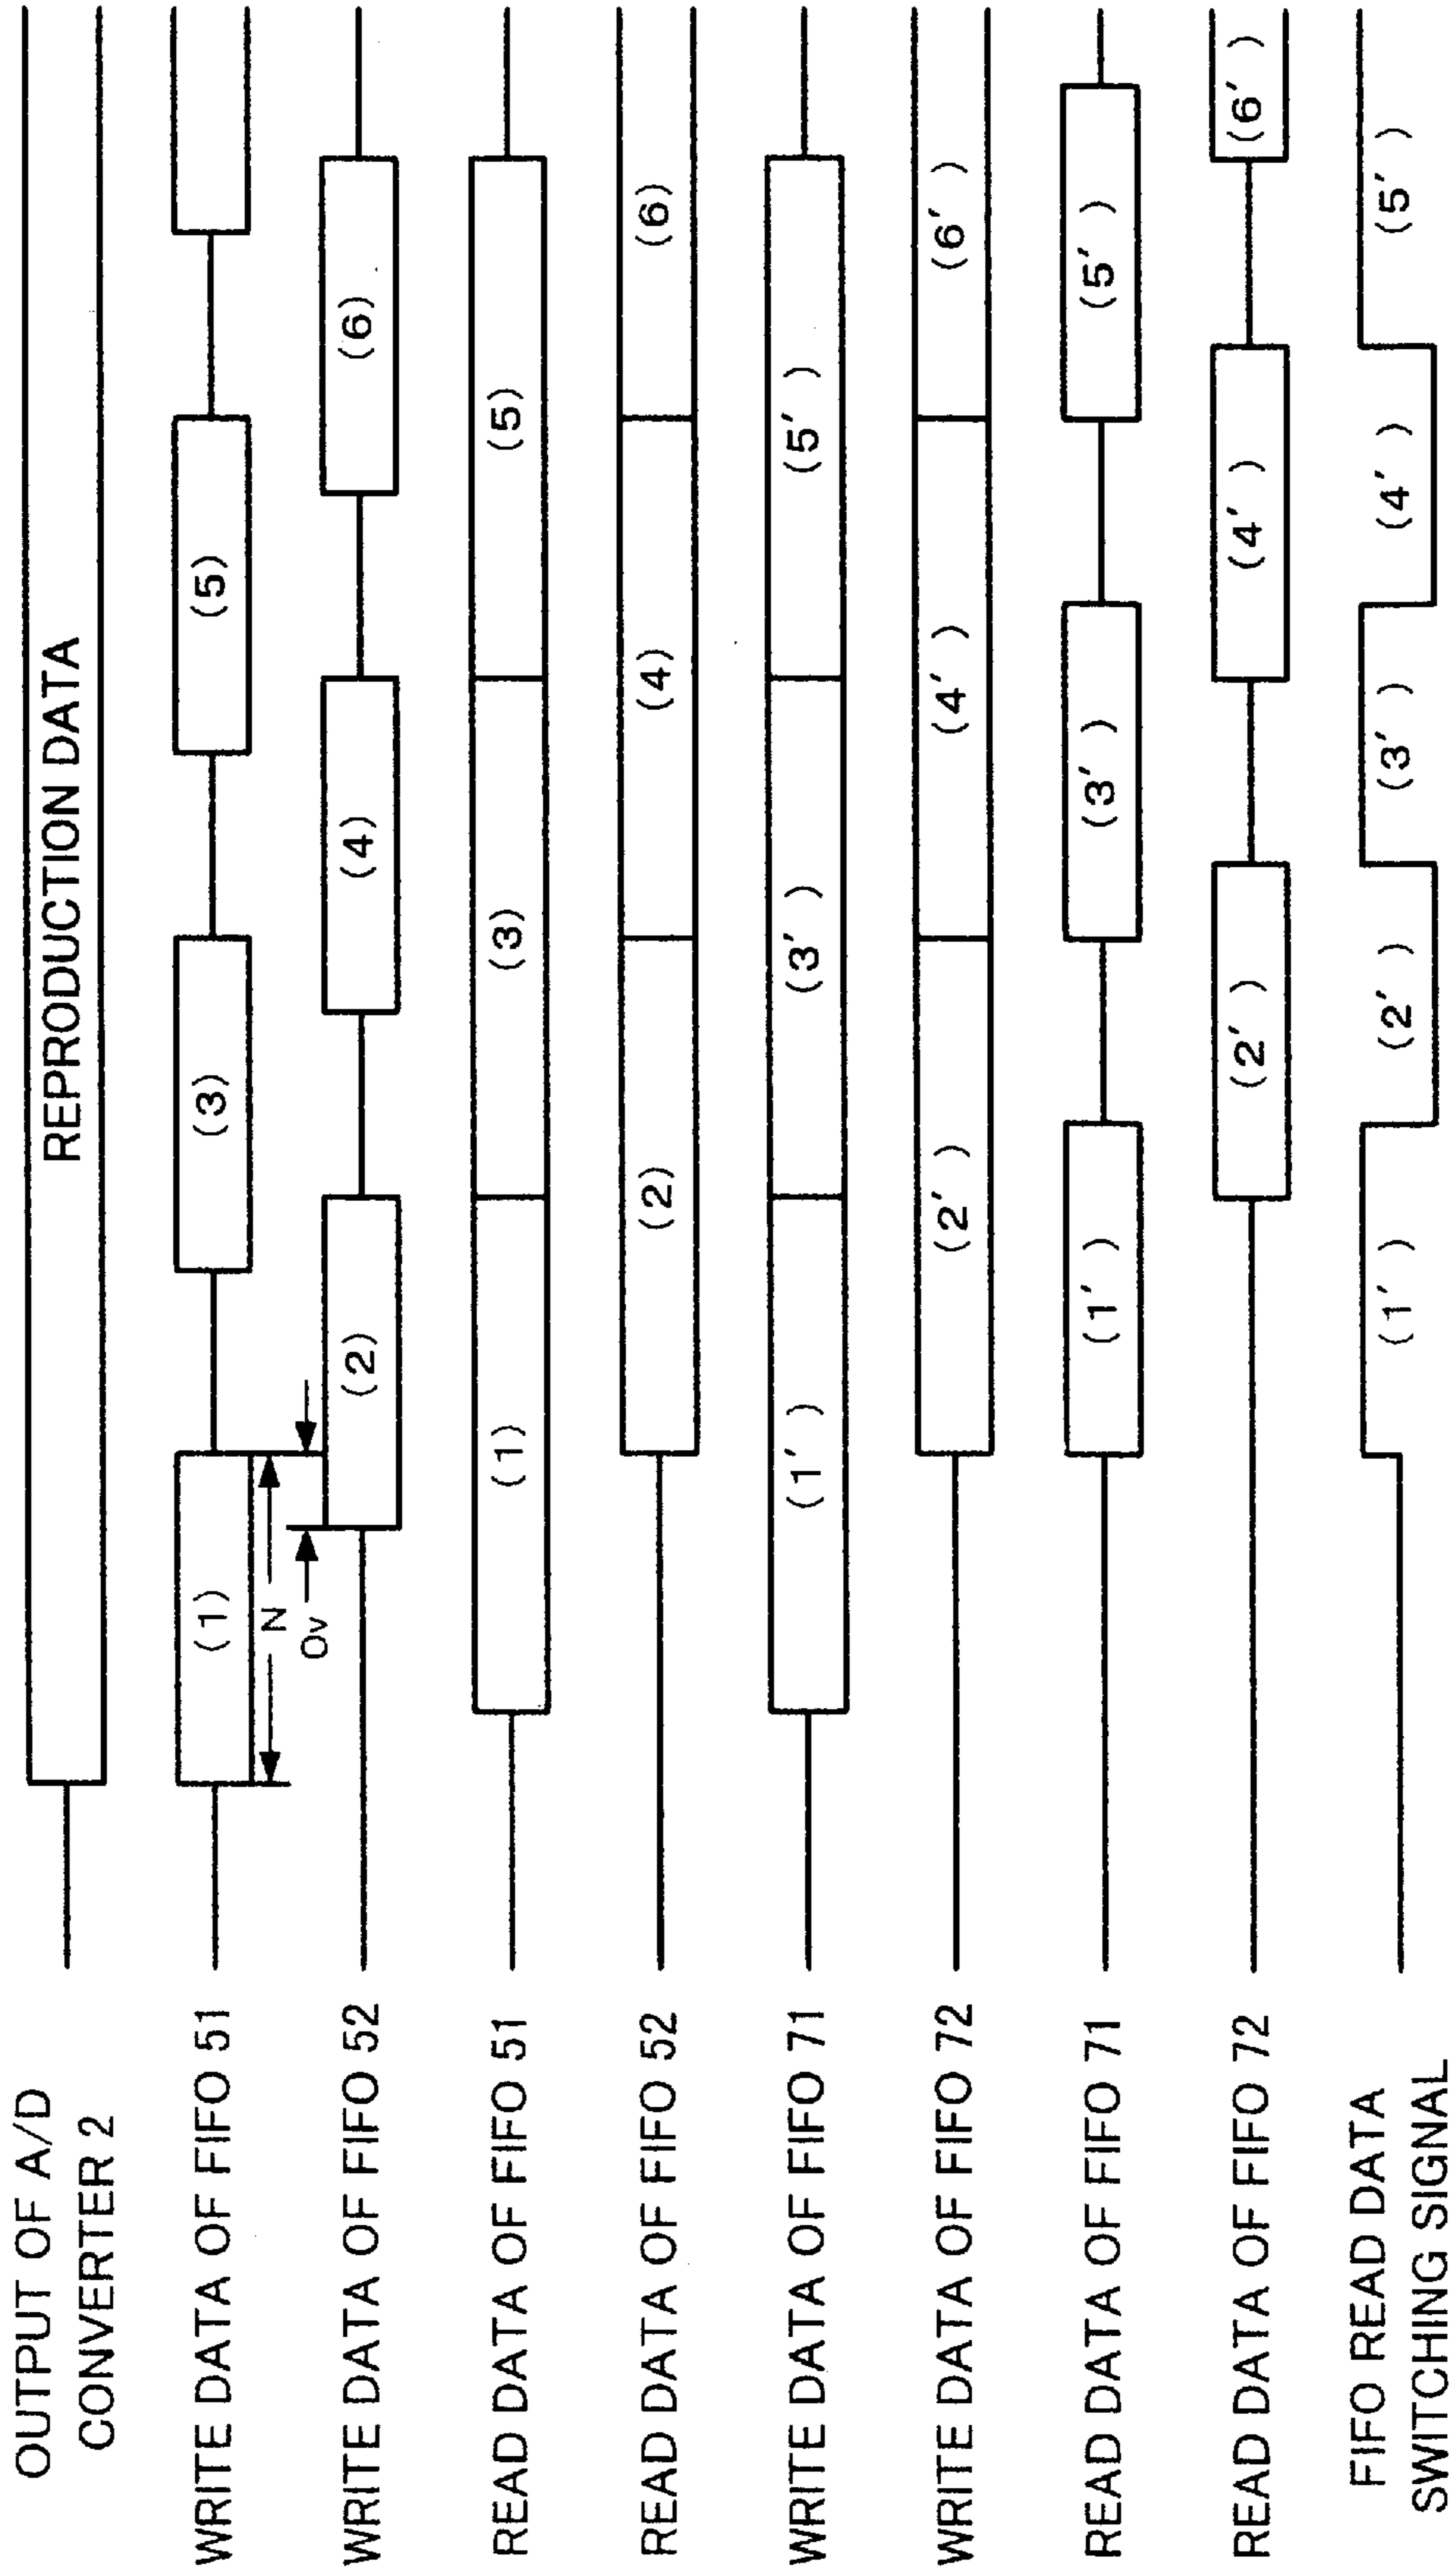 OUTPUT OF A/D
CONVERTER 2
REPRODUCTION DATA
WRITE DATA OF FIFO 51
(1)
(3)
(5)
N
Ov
WRITE DATA OF FIFO 52
(2)
(4)
(6)
READ DATA OF FIFO 51
(1)
(3)
(5)
READ DATA OF FIFO 52
(2)
(4)
(6)
WRITE DATA OF FIFO 71
(1')
(3')
(5')
WRITE DATA OF FIFO 72
(2')
(4')
(6')
READ DATA OF FIFO 71
(1')
(3')
(5')
READ DATA OF FIFO 72
(2')
(4')
(6')
FIFO READ DATA
SWITCHING SIGNAL
(1')
(2')
(3')
(4')
(5')